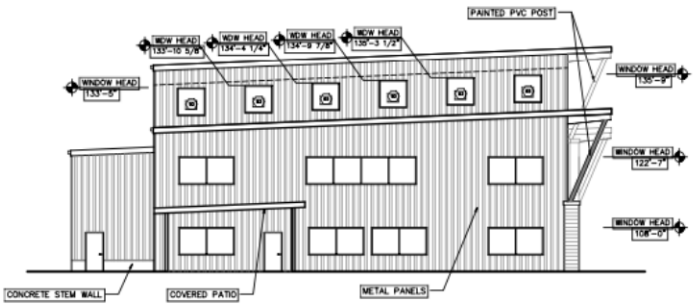 PAINTED PVC POST
WDW HEAD
133'-10 5/8"
WDW HEAD
134'-4 1/4"
WDW HEAD
134'-9 7/8"
WDW HEAD
135'-3 1/2"
WINDOW HEAD
133'-5"
WINDOW HEAD
135'-9"
WINDOW HEAD
122'-7"
WINDOW HEAD
108'-0"
CONCRETE STEM WALL
COVERED PATIO
METAL PANELS